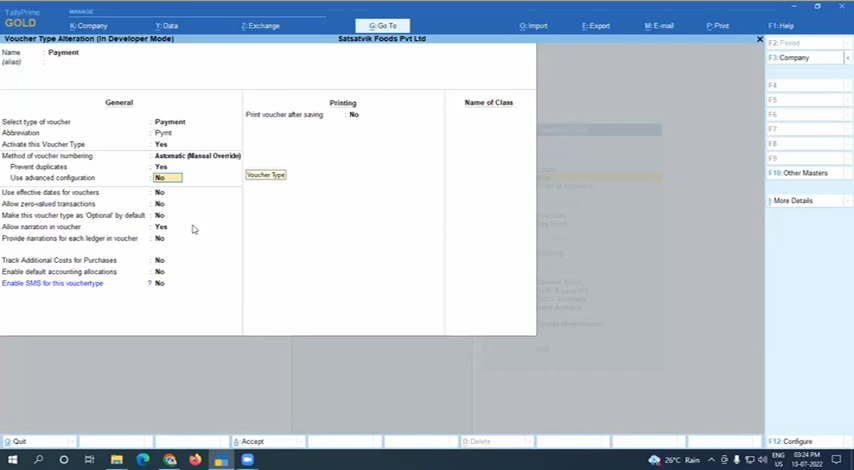 TallyPrime
MANAGE
GOLD
K: Company
Y: Data
Z: Exchange
G: Go To
O: Import
E: Export
M: E-mail
P: Print
F1: Help
Voucher Type Alteration (In Developer Mode)
Satsatvik Foods Pvt Ltd
F2: Period
F3: Company
Name : Payment
(alias) :
F4
F5
F6
F7
F8
F9
F10: Other Masters
I: More Details
General
Printing
Name of Class
Print voucher after saving : No
Select type of voucher : Payment
Abbreviation : Pymt
Activate this Voucher Type : Yes
Method of voucher numbering : Automatic (Manual Override)
Prevent duplicates : Yes
Use advanced configuration : No
Voucher Type
Use effective dates for vouchers : No
Allow zero-valued transactions : No
Make this voucher type as 'Optional' by default : No
Allow narration in voucher : Yes
Provide narrations for each ledger in voucher : No
Track Additional Costs for Purchases : No
Enable default accounting allocations : No
Enable SMS for this vouchertype ? No
Q: Quit
A: Accept
D: Delete
F12: Configure
26°C Rain
ENG
US
03:24 PM
13-07-2022